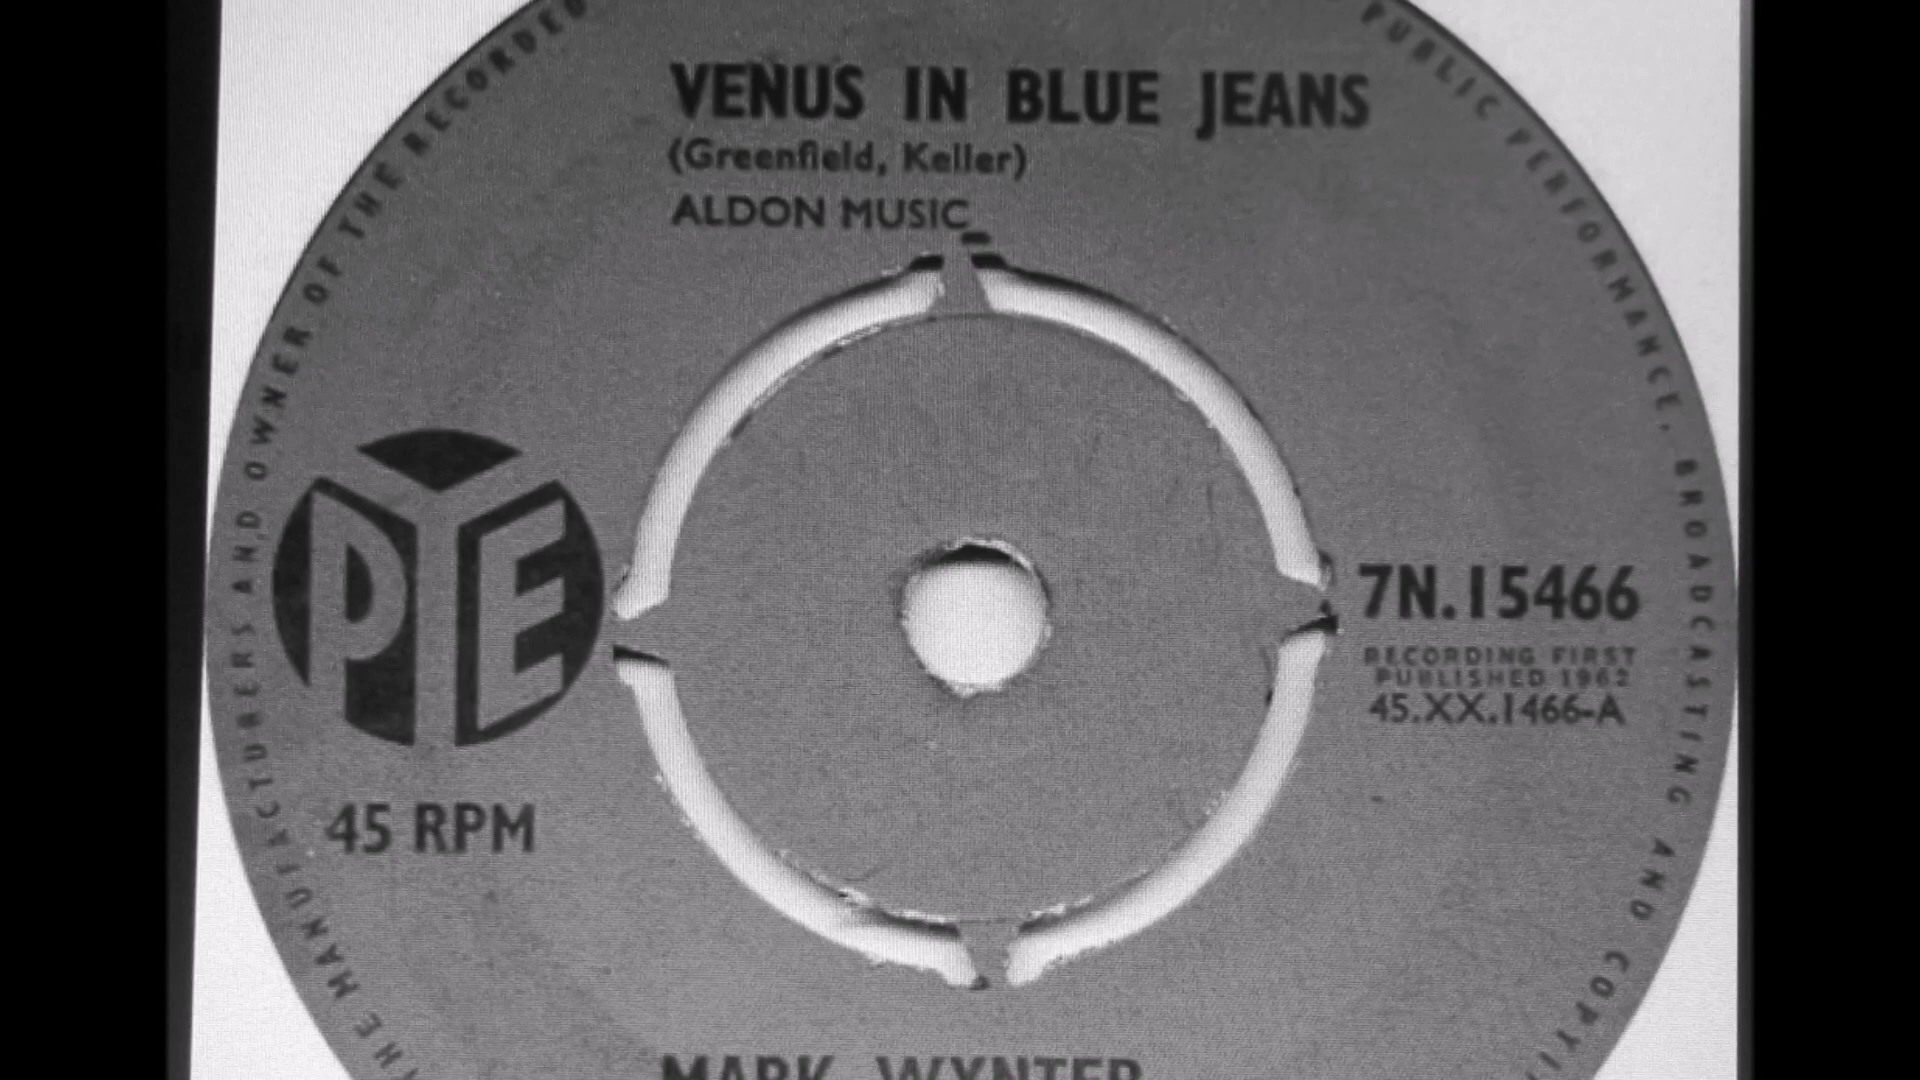 VENUS IN BLUE JEANS
(Greenfield, Keller)
ALDON MUSIC
PYE
45 RPM
7N.15466
RECORDING FIRST
PUBLISHED 1962
45.XX.1466-A
MARK WYNTER
THE MANUFACTURERS AND OWNER OF THE RECORDED
PUBLIC PERFORMANCE, BROADCASTING AND COPYI